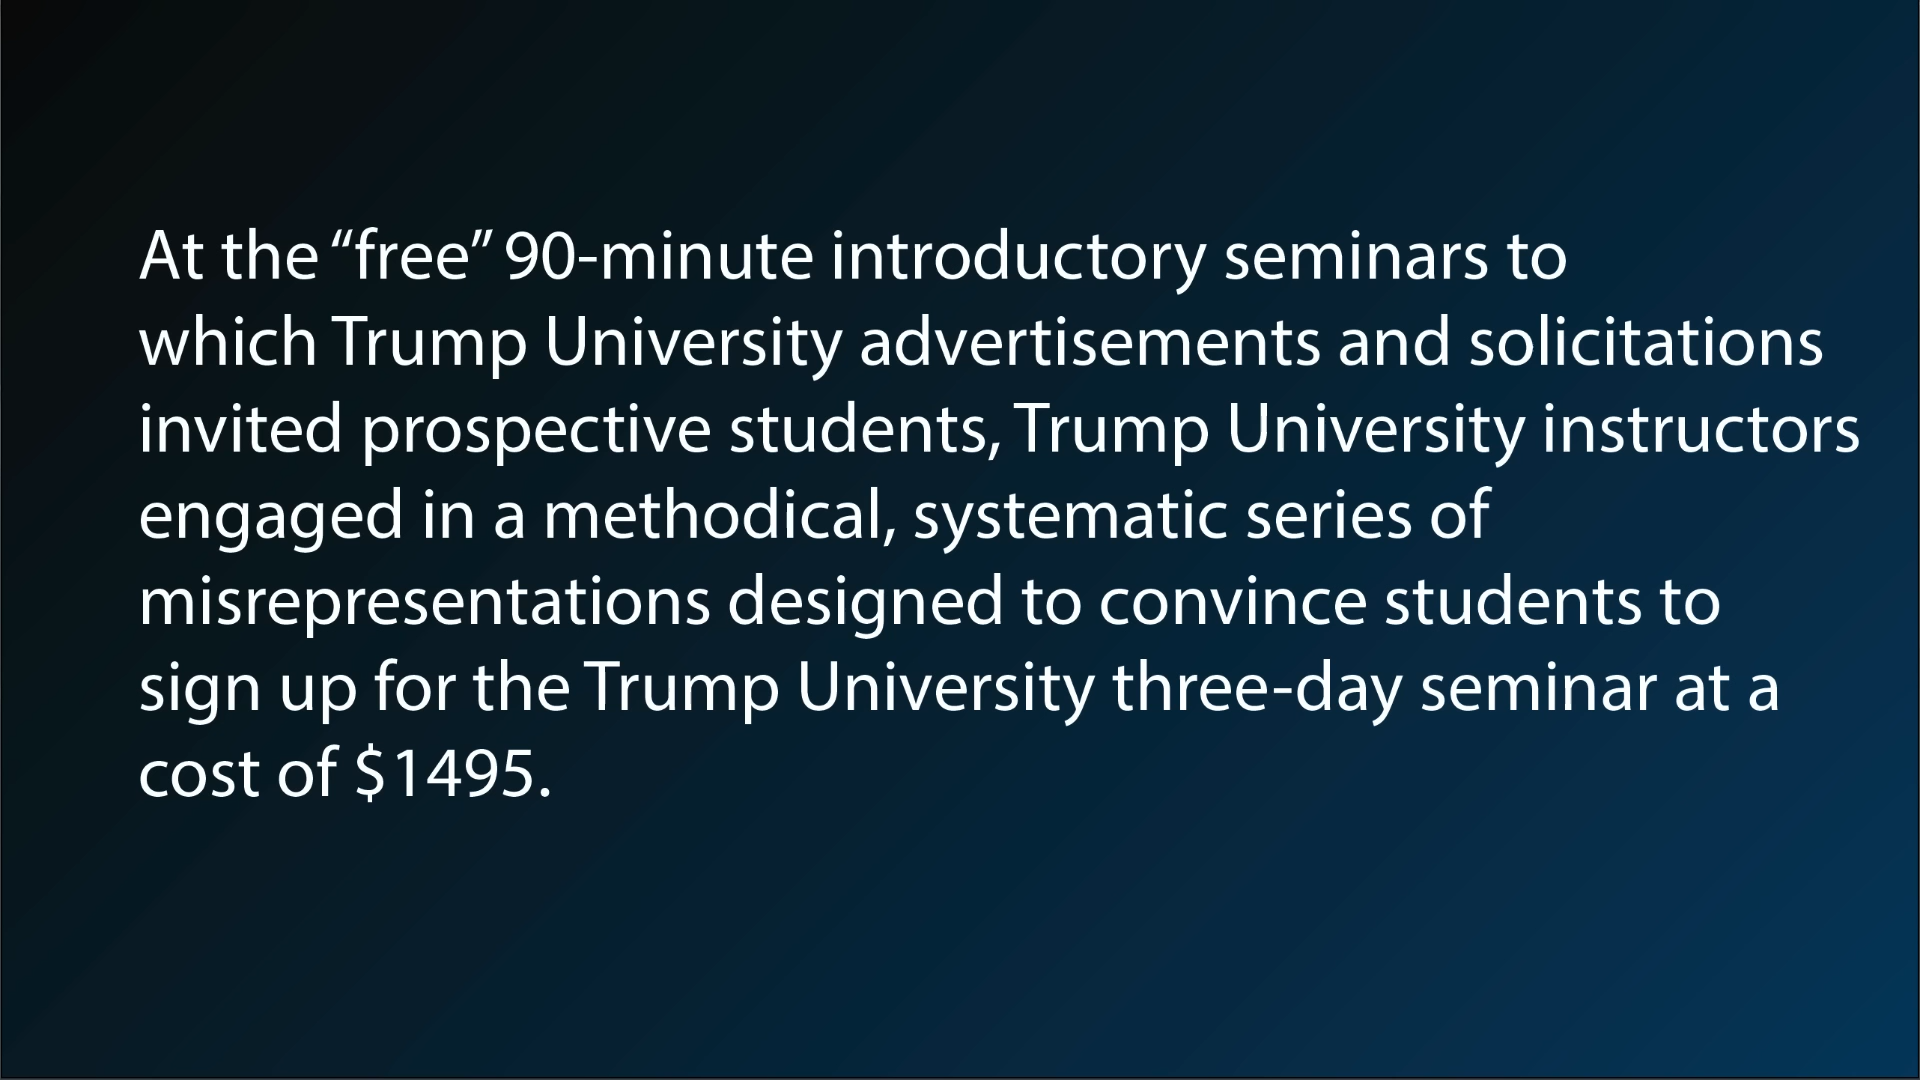 At the “free” 90-minute introductory seminars to
which Trump University advertisements and solicitations
invited prospective students, Trump University instructors
engaged in a methodical, systematic series of
misrepresentations designed to convince students to
sign up for the Trump University three-day seminar at a
cost of $1495.